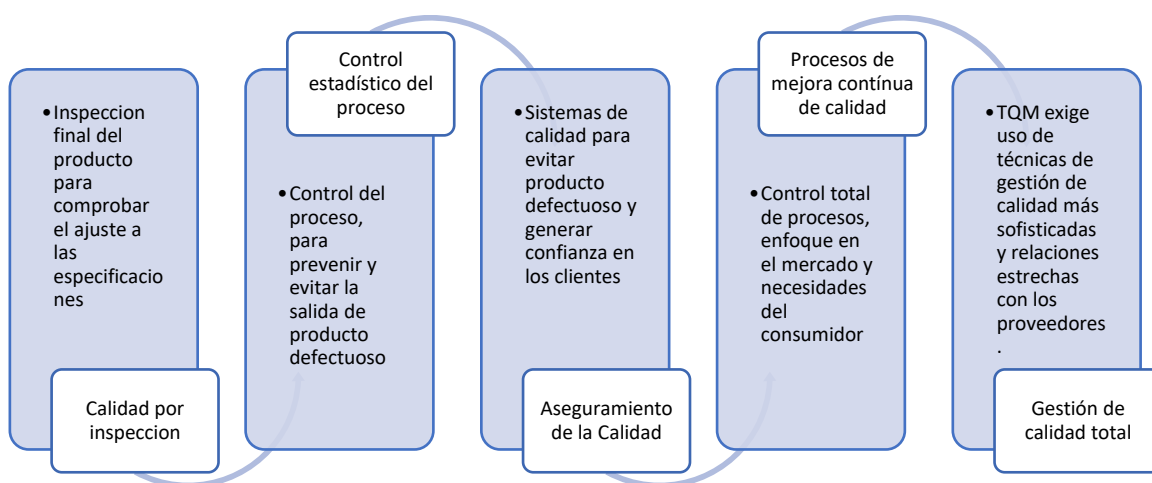 •Inspeccion
final del
producto
para
comprobar
el ajuste a
las
especificacio
nes
Calidad por
inspeccion
Control
estadístico del
proceso
•Control del
proceso,
para
prevenir y
evitar la
salida de
producto
defectuoso
•Sistemas de
calidad para
evitar
producto
defectuoso y
generar
confianza en
los clientes
Aseguramiento
de la Calidad
Procesos de
mejora contínua
de calidad
•Control total
de procesos,
enfoque en
el mercado y
necesidades
del
consumidor
•TQM exige
uso de
técnicas de
gestión de
calidad más
sofisticadas
y relaciones
estrechas
con los
proveedores
.
Gestión de
calidad total